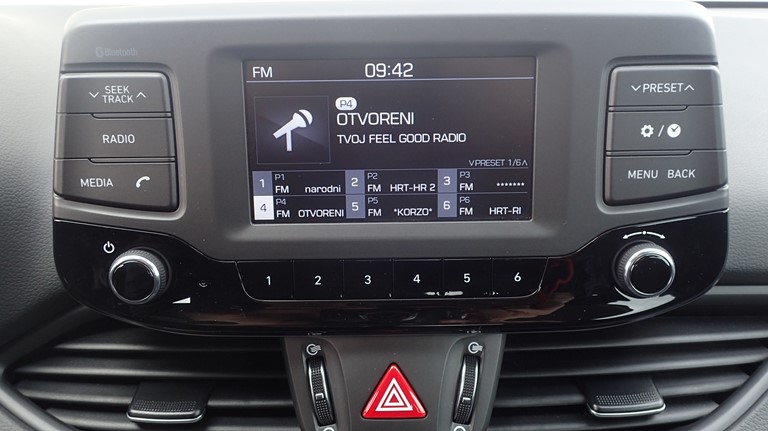 Bluetooth
SEEK
TRACK
RADIO
MEDIA
FM 09:42
P4
OTVORENI
TVOJ FEEL GOOD RADIO
PRESET 1/6
1 P1 FM narodni
2 P2 FM HRT-HR 2
3 P3 FM *******
4 P4 FM OTVORENI
5 P5 FM *KORZO*
6 P6 FM HRT-RI
PRESET
/
MENU BACK
1 2 3 4 5 6